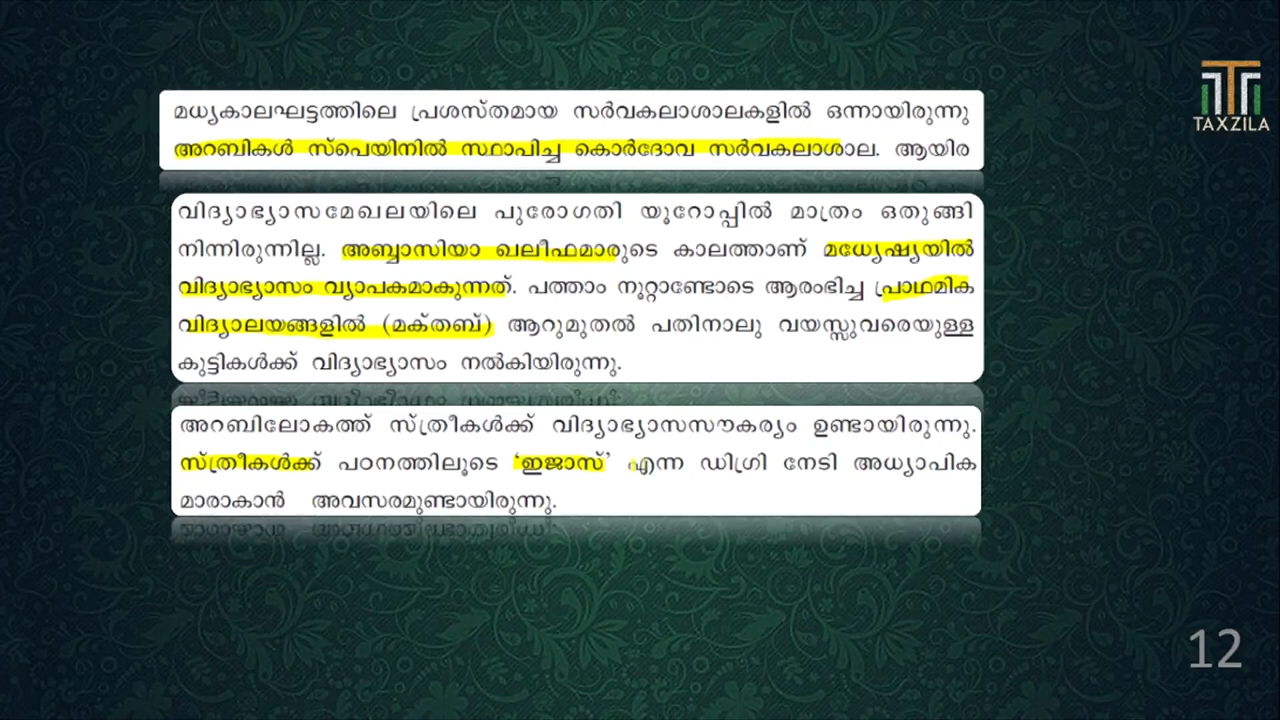 മധ്യകാലഘട്ടത്തിലെ പ്രശസ്തമായ സർവകലാശാലകളിൽ ഒന്നായിരുന്നു
അറബികൾ സ്പെയിനിൽ സ്ഥാപിച്ച കൊർദോവ സർവകലാശാല. ആയിര
വിദ്യാഭ്യാസമേഖലയിലെ പുരോഗതി യൂറോപ്പിൽ മാത്രം ഒതുങ്ങി
നിന്നിരുന്നില്ല. അബ്ബാസിയാ ഖലീഫമാരുടെ കാലത്താണ് മധ്യേഷ്യയിൽ
വിദ്യാഭ്യാസം വ്യാപകമാകുന്നത്. പത്താം നൂറ്റാണ്ടോടെ ആരംഭിച്ച പ്രാഥമിക
വിദ്യാലയങ്ങളിൽ (മക്തബ്) ആറുമുതൽ പതിനാലു വയസ്സുവരെയുള്ള
കുട്ടികൾക്ക് വിദ്യാഭ്യാസം നൽകിയിരുന്നു.
അറബിലോകത്ത് സ്ത്രീകൾക്ക് വിദ്യാഭ്യാസസൗകര്യം ഉണ്ടായിരുന്നു.
സ്ത്രീകൾക്ക് പഠനത്തിലൂടെ ‘ഇജാസ്’ എന്ന ഡിഗ്രി നേടി അധ്യാപിക
മാരാകാൻ അവസരമുണ്ടായിരുന്നു.
TAXZILA
12